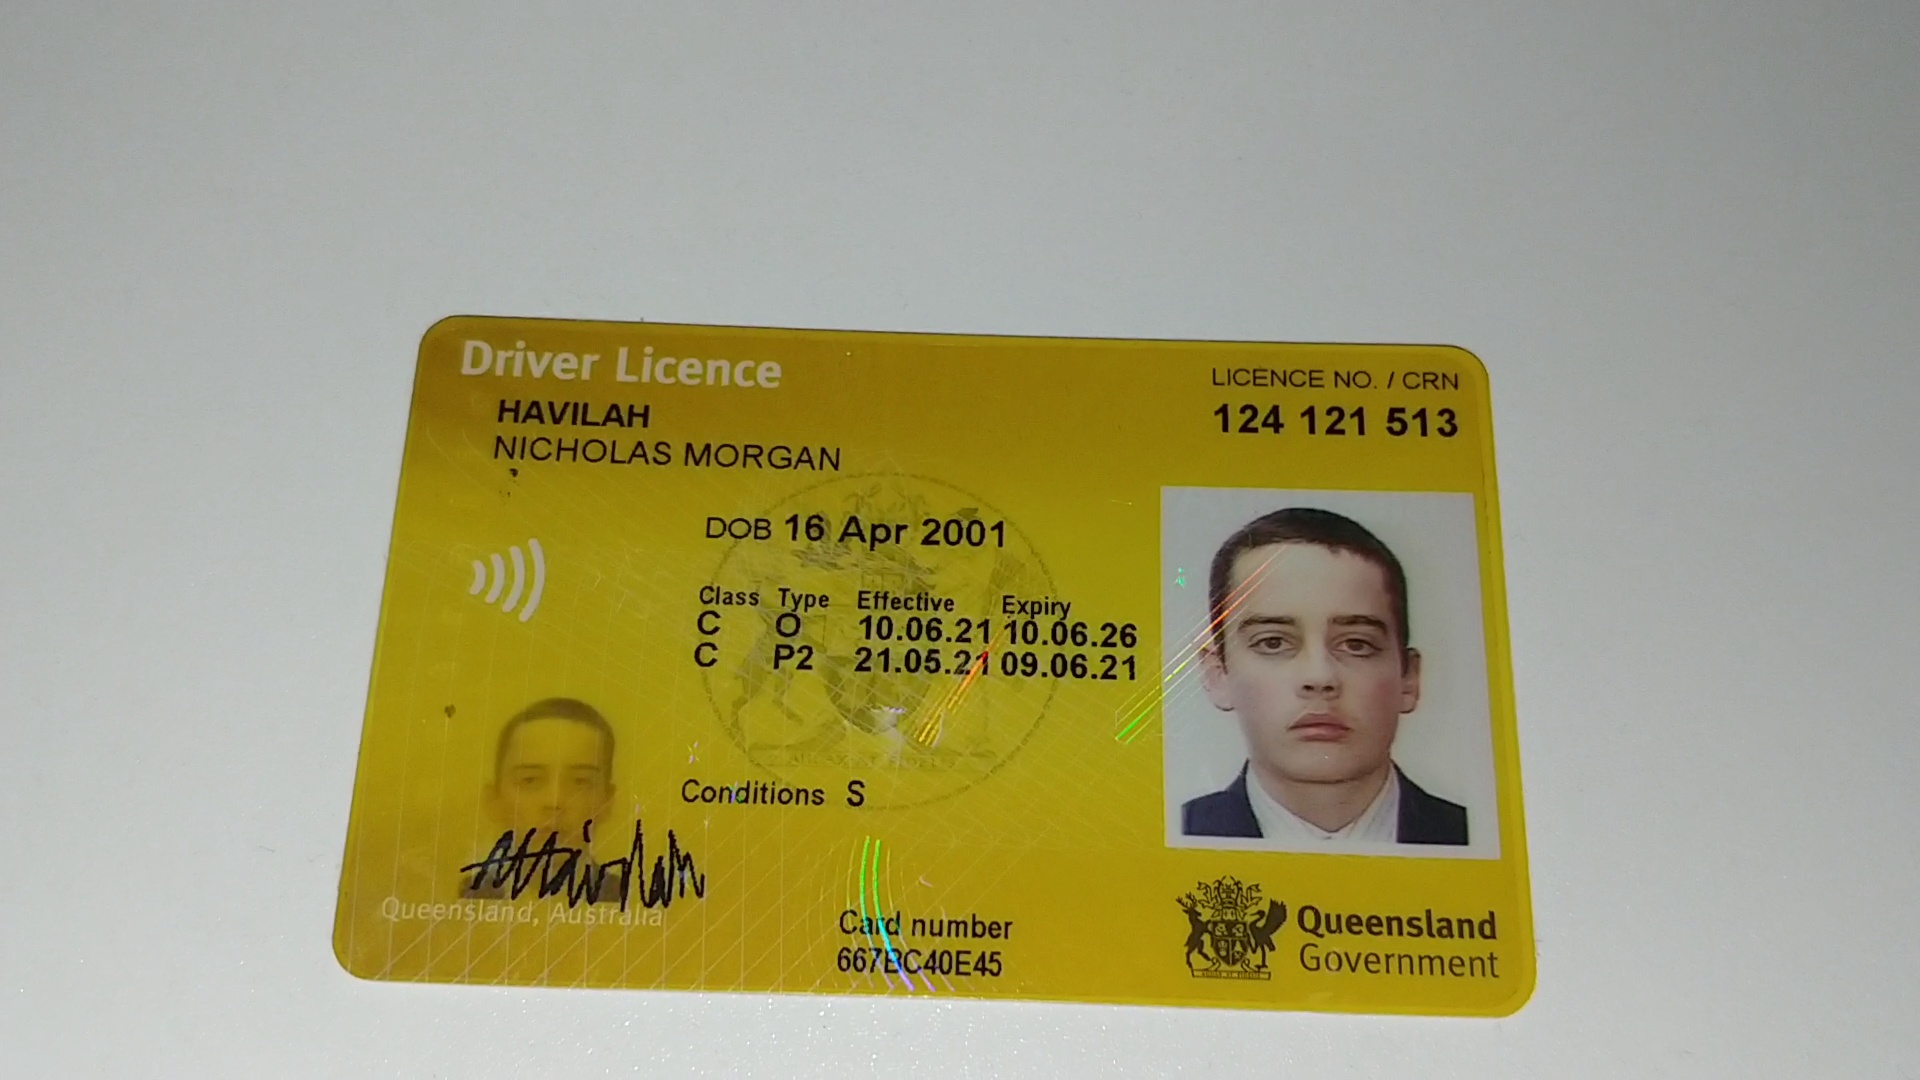 Driver Licence
LICENCE NO. / CRN
124 121 513
HAVILAH
NICHOLAS MORGAN
DOB 16 Apr 2001
Class Type Effective Expiry
C O 10.06.21 10.06.26
C P2 21.05.21 09.06.21
Conditions S
Queensland, Australia
Card number
667BC40E45
Queensland
Government